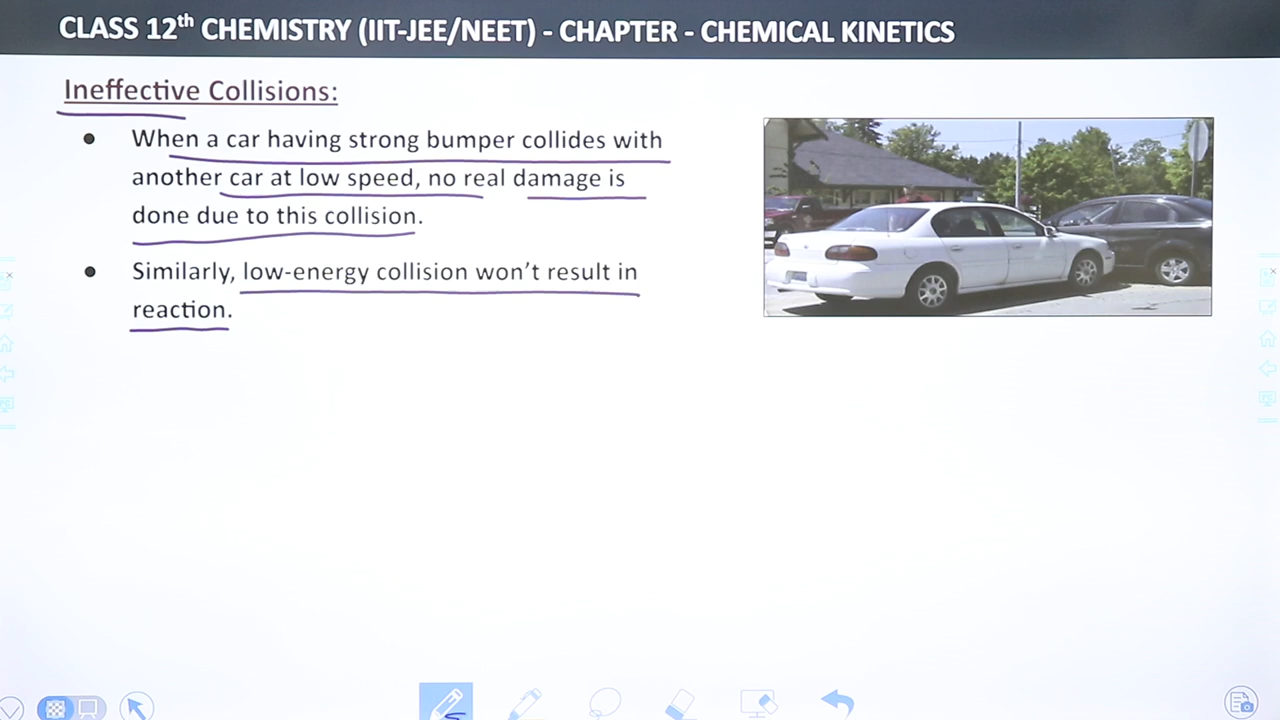 CLASS 12th CHEMISTRY (IIT-JEE/NEET) - CHAPTER - CHEMICAL KINETICS
Ineffective Collisions:
• When a car having strong bumper collides with
another car at low speed, no real damage is
done due to this collision.
• Similarly, low-energy collision won't result in
reaction.